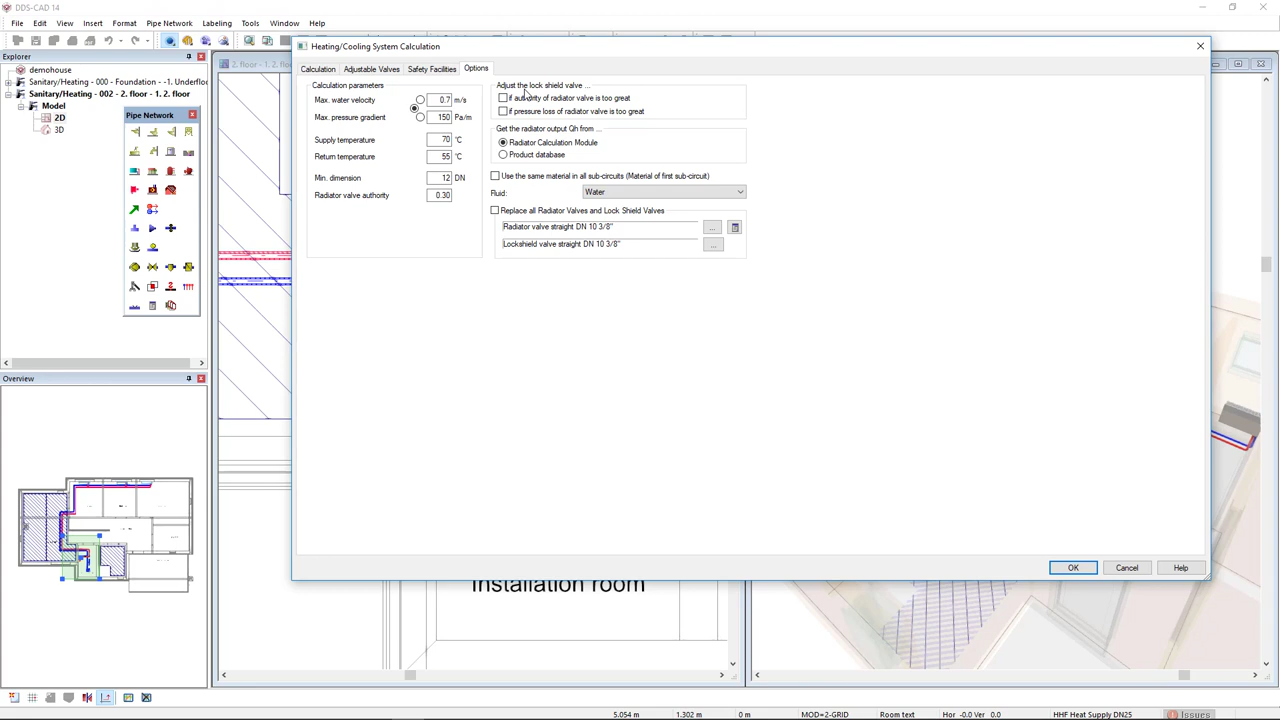 DDS-CAD 14
File Edit View Insert Format Pipe Network Labeling Tools Window Help
Explorer
demohouse
Sanitary/Heating - 000 - Foundation - -1. Underfloo
Sanitary/Heating - 002 - 2. floor - 1. 2. floor
Model
2D
3D
Pipe Network
Overview
2. floor - 1. 2. floor
Heating/Cooling System Calculation
Calculation Adjustable Valves Safety Facilities Options
Calculation parameters
Max. water velocity 0.7 m/s
Max. pressure gradient 150 Pa/m
Supply temperature 70 °C
Return temperature 55 °C
Min. dimension 12 DN
Radiator valve authority 0.30
Adjust the lock shield valve ...
if authority of radiator valve is too great
if pressure loss of radiator valve is too great
Get the radiator output Qh from ...
Radiator Calculation Module
Product database
Use the same material in all sub-circuits (Material of first sub-circuit)
Fluid: Water
Replace all Radiator Valves and Lock Shield Valves
Radiator valve straight DN 10 3/8" ...
Lockshield valve straight DN 10 3/8" ...
OK Cancel Help
Installation room
5.054 m 1.302 m 0 m MOD=2-GRID Room text Hor -0.0 Ver 0.0 HHF Heat Supply DN25 Issues